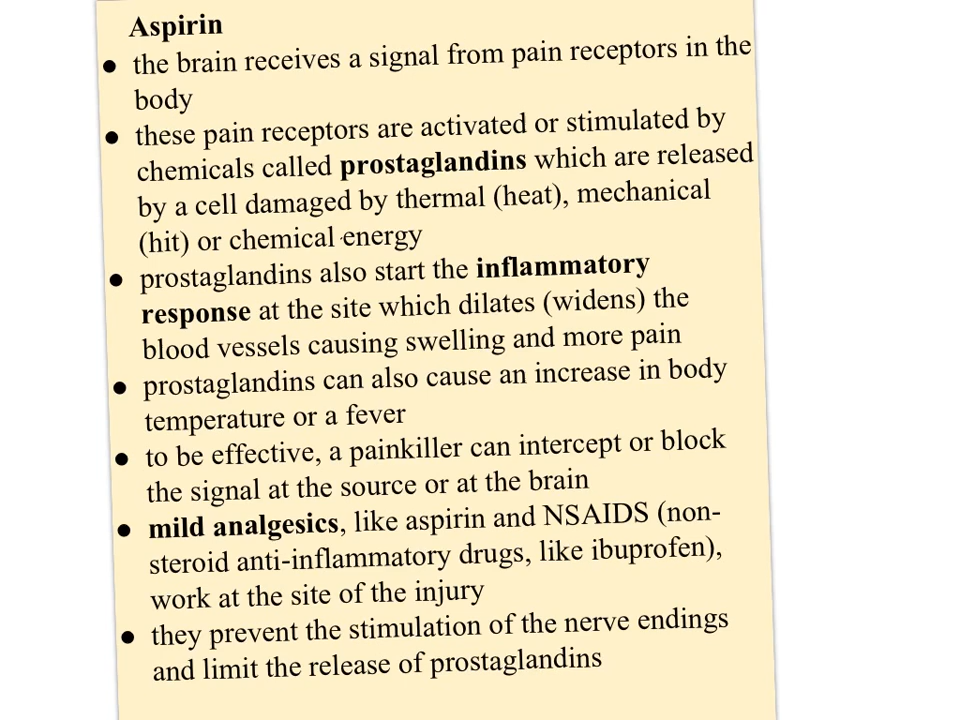 Aspirin
● the brain receives a signal from pain receptors in the
body
● these pain receptors are activated or stimulated by
chemicals called prostaglandins which are released
by a cell damaged by thermal (heat), mechanical
(hit) or chemical energy
● prostaglandins also start the inflammatory
response at the site which dilates (widens) the
blood vessels causing swelling and more pain
● prostaglandins can also cause an increase in body
temperature or a fever
● to be effective, a painkiller can intercept or block
the signal at the source or at the brain
● mild analgesics, like aspirin and NSAIDS (non-
steroid anti-inflammatory drugs, like ibuprofen),
work at the site of the injury
● they prevent the stimulation of the nerve endings
and limit the release of prostaglandins